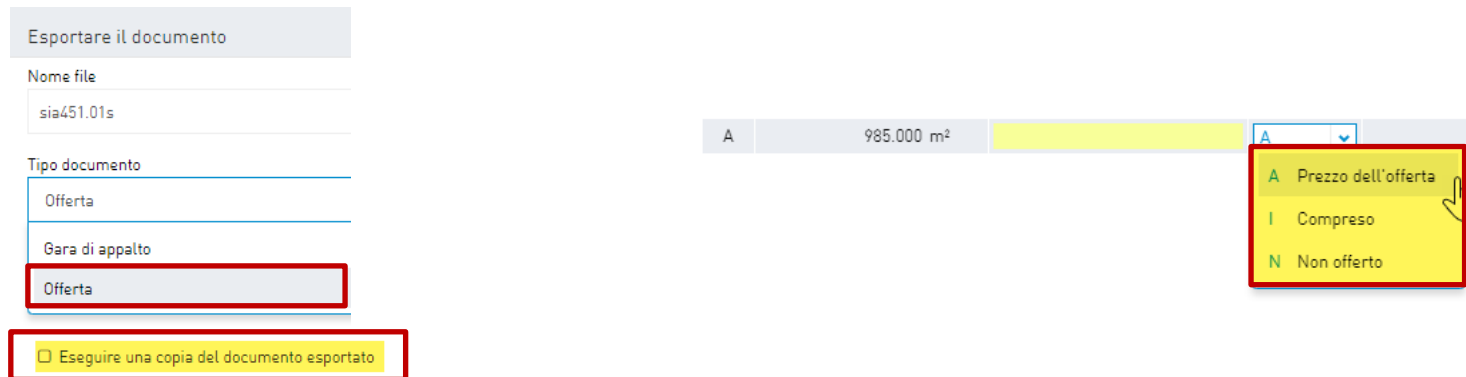 Esportare il documento
Nome file
sia451.01s
Tipo documento
Offerta
Gara di appalto
Offerta
Eseguire una copia del documento esportato
A 985.000 m² A
A Prezzo dell'offerta
I Compreso
N Non offerto